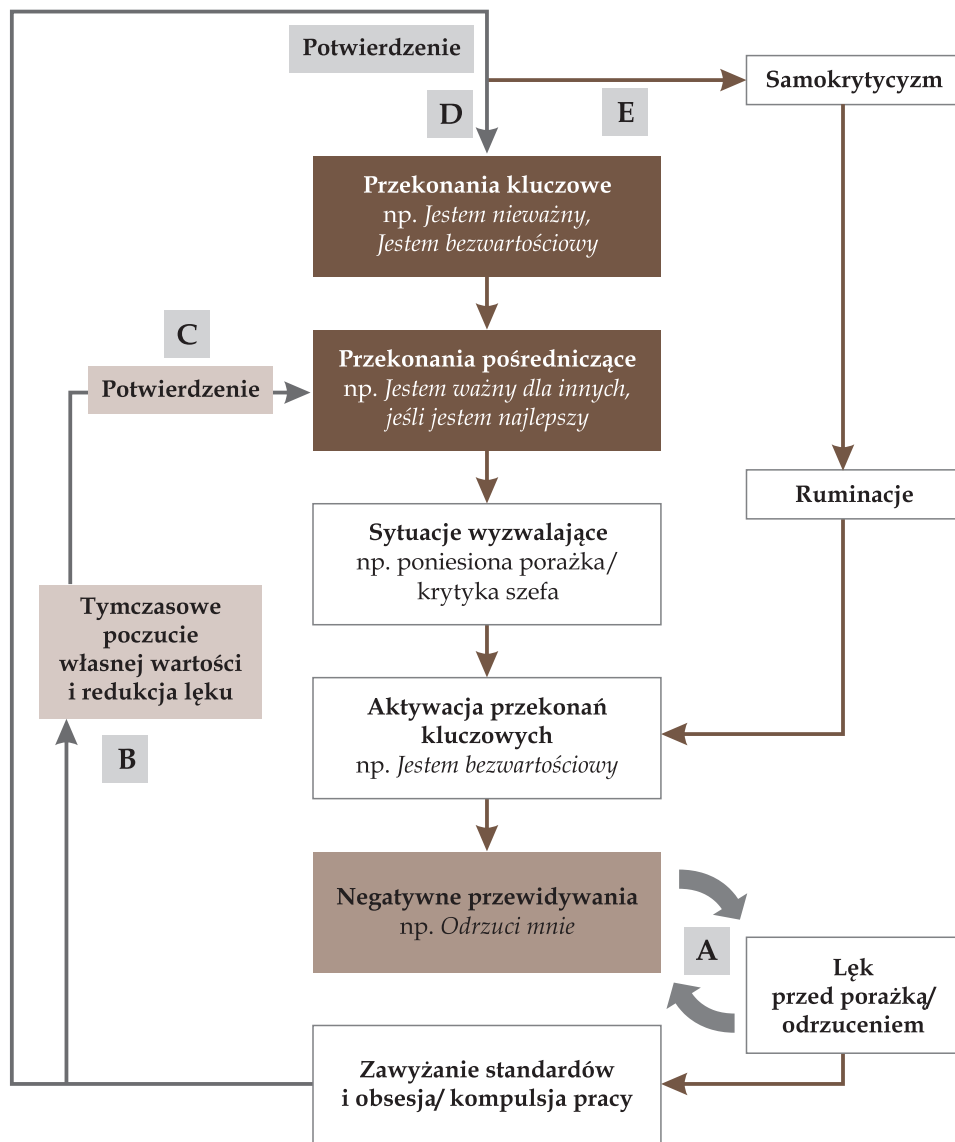 Potwierdzenie
Samokrytycyzm
D
E
Przekonania kluczowe
np. Jestem nieważny,
Jestem bezwartościowy
C
Potwierdzenie
Przekonania pośredniczące
np. Jestem ważny dla innych,
jeśli jestem najlepszy
Ruminacje
Sytuacje wyzwalające
np. poniesiona porażka/
krytyka szefa
Tymczasowe
poczucie
własnej wartości
i redukcja lęku
B
Aktywacja przekonań
kluczowych
np. Jestem bezwartościowy
Negatywne przewidywania
np. Odrzuci mnie
A
Lęk
przed porażką/
odrzuceniem
Zawyżanie standardów
i obsesja/ kompulsja pracy